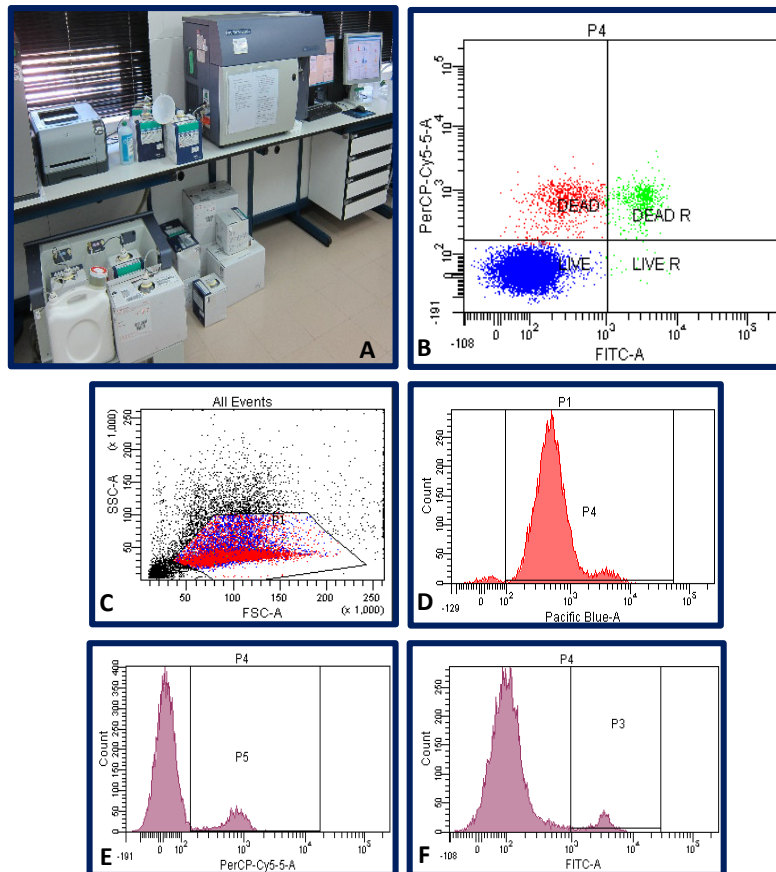 A
P4
PerCP-Cy5-5-A
10^5
10^4
10^3
10^2
0
-191
DEAD
DEAD R
LIVE
LIVE R
-108
0
10^2
10^3
10^4
10^5
FITC-A
B
All Events
SSC-A
(x 1,000)
250
200
150
100
50
P1
50
100
150
200
250
(x 1,000)
FSC-A
C
P1
Count
250
200
150
100
50
0
P4
-129
0
10^2
10^3
10^4
10^5
Pacific Blue-A
D
P4
Count
400
350
300
250
200
150
100
50
0
P5
-191
0
10^2
10^3
10^4
10^5
PerCP-Cy5-5-A
E
P4
Count
250
200
150
100
50
0
P3
-108
0
10^2
10^3
10^4
10^5
FITC-A
F